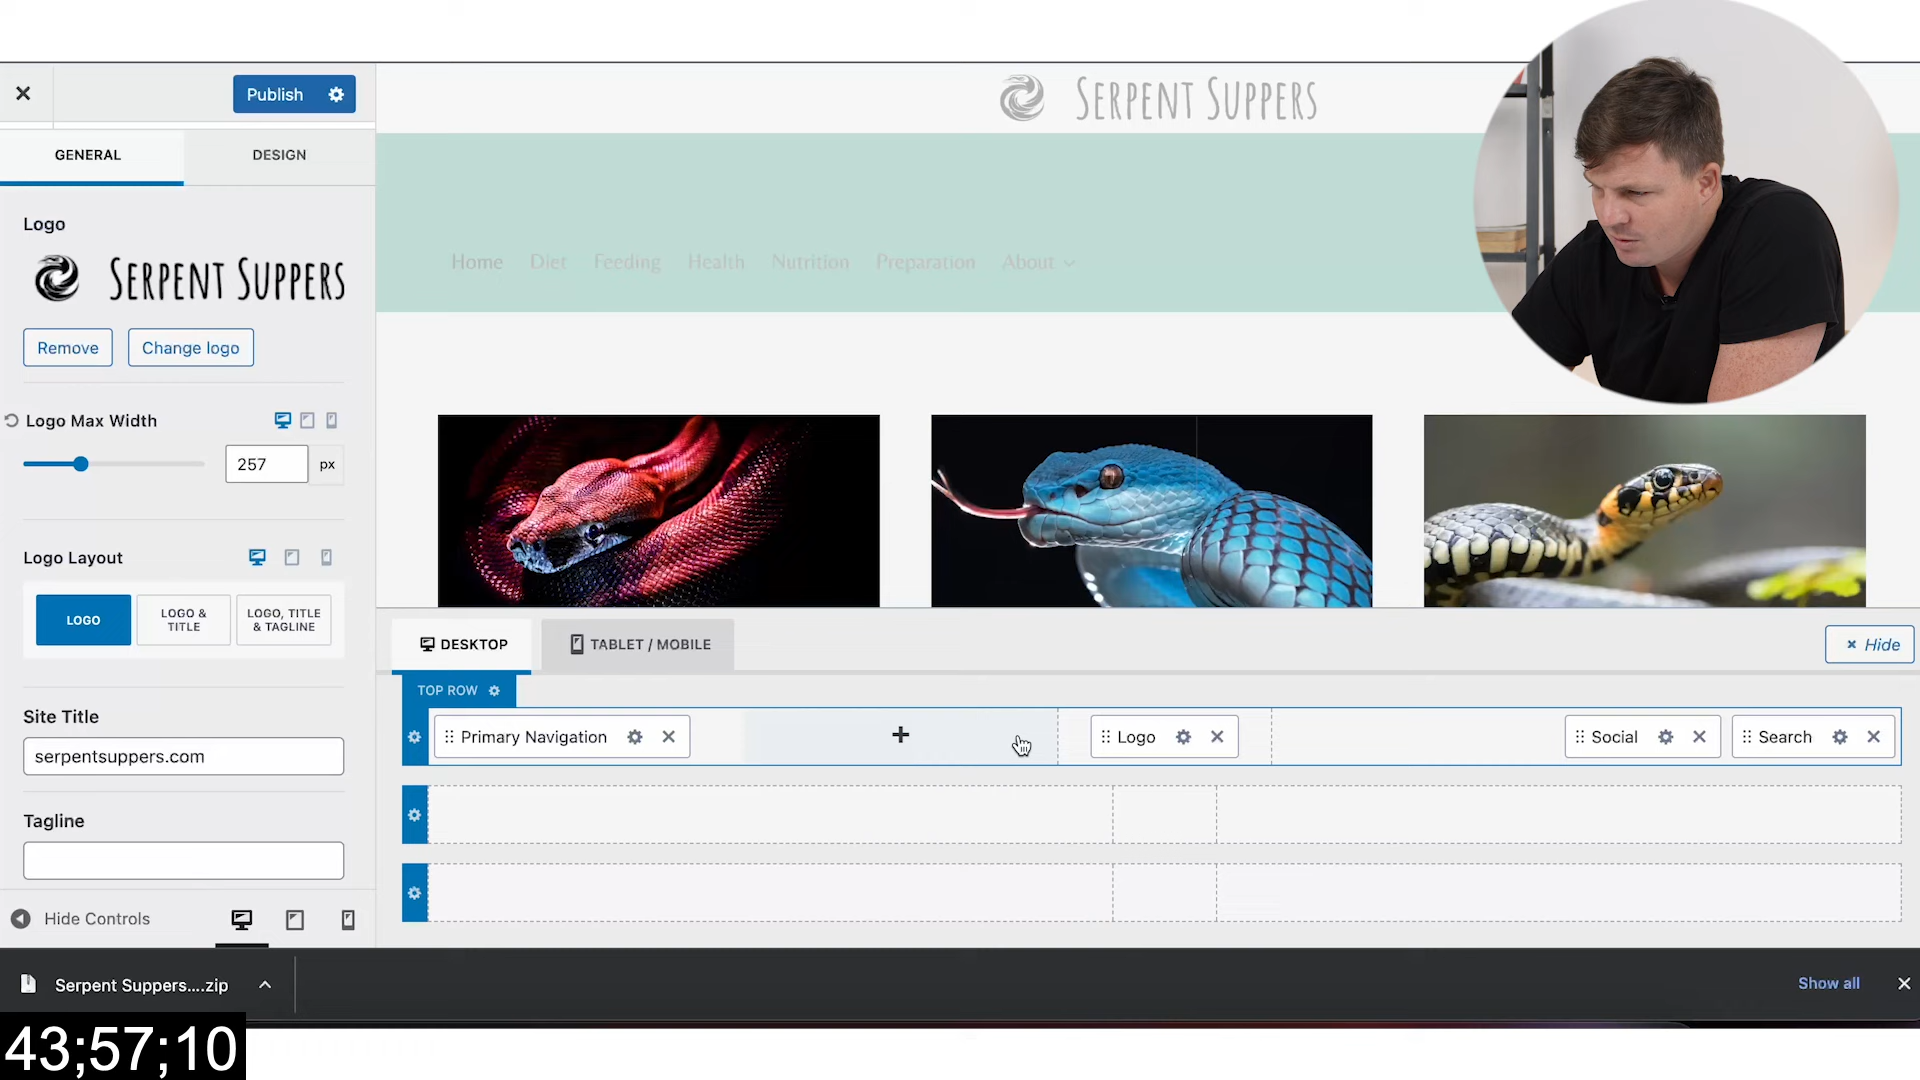 Publish
GENERAL
DESIGN
Logo
SERPENT SUPPERS
Remove
Change logo
Logo Max Width
257
px
Logo Layout
LOGO
LOGO &
TITLE
LOGO, TITLE
& TAGLINE
Site Title
serpentsuppers.com
Tagline
Hide Controls
SERPENT SUPPERS
Home Diet Feeding Health Nutrition Preparation About
DESKTOP
TABLET / MOBILE
× Hide
TOP ROW
Primary Navigation
+
Logo
Social
Search
Serpent Suppers....zip
Show all
43;57;10